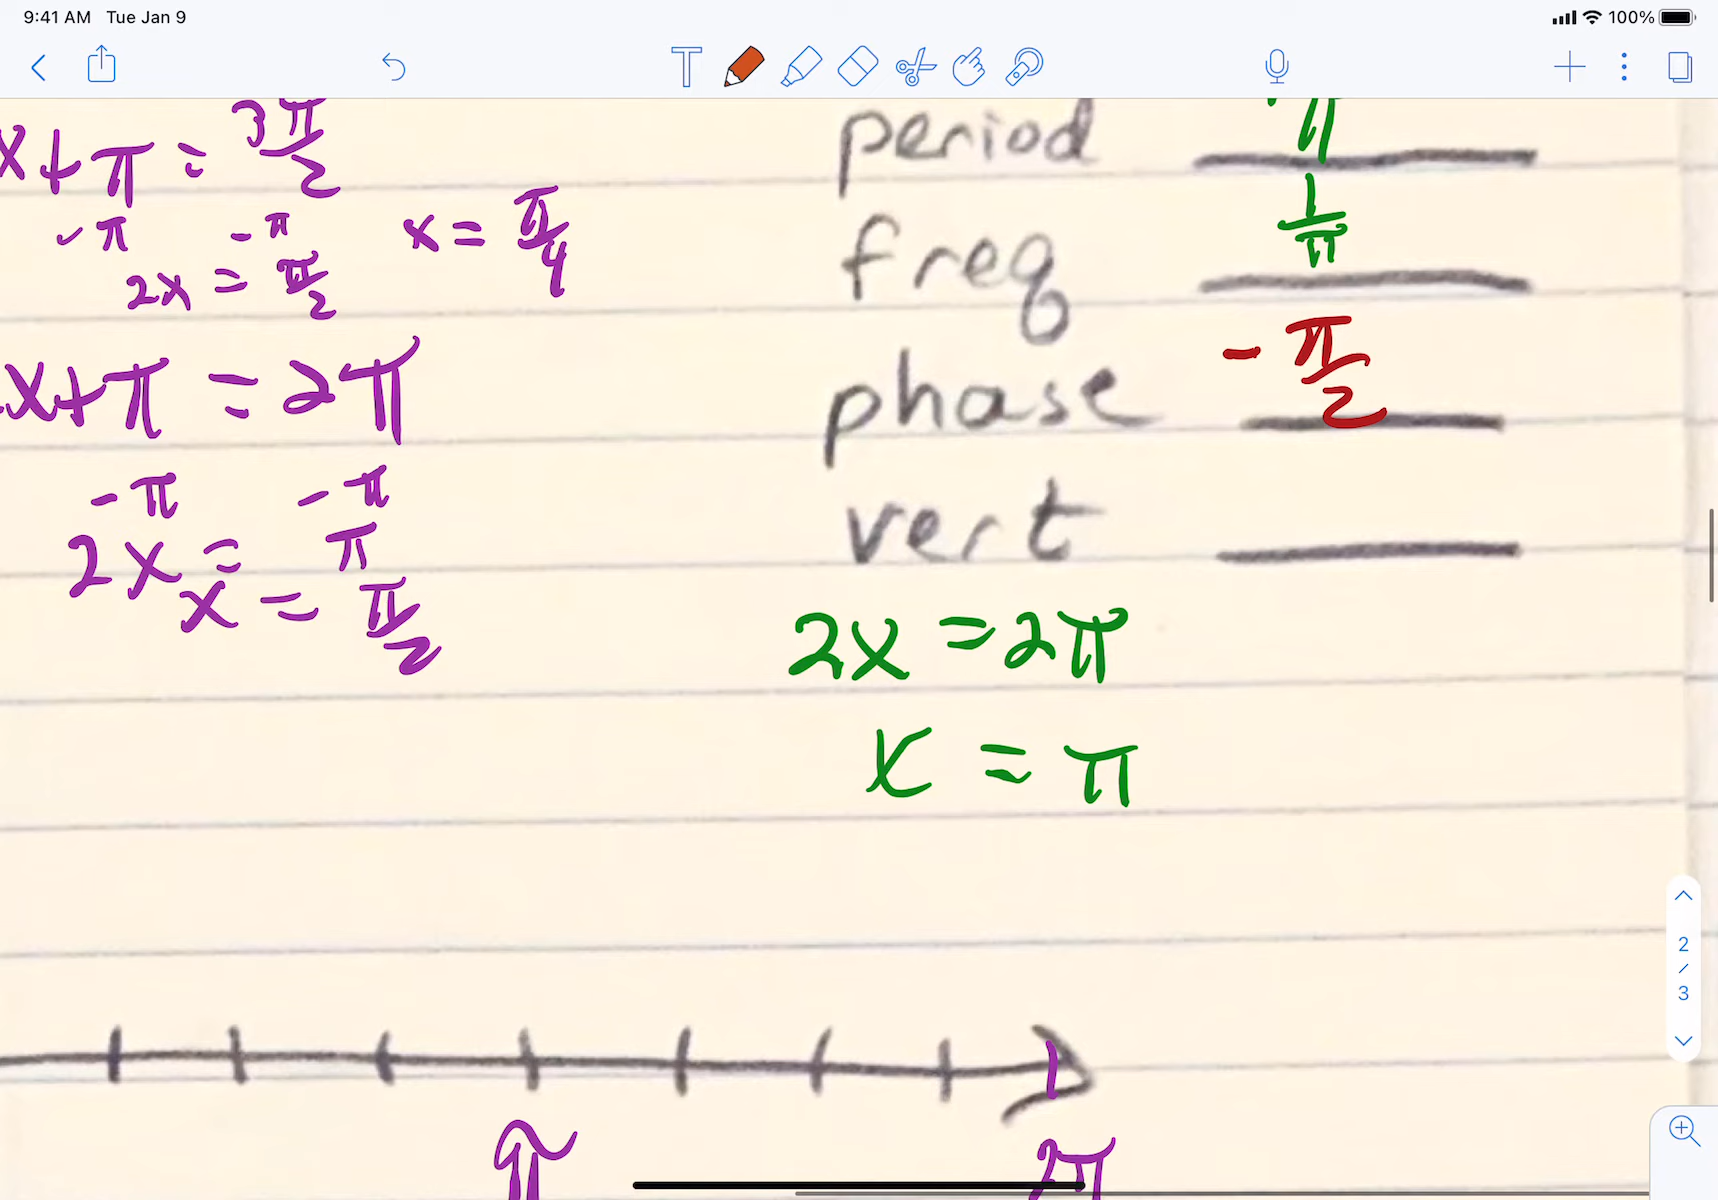 9:41 AM Tue Jan 9
100%
T
x+π = 3π/2
-π -π
x = π/4
2x = π/2
x+π = 2π
-π -π
2x = π
x = π/2
period π
freq 1/π
phase -π/2
vert
2x = 2π
x = π
2
/
3
π 2π